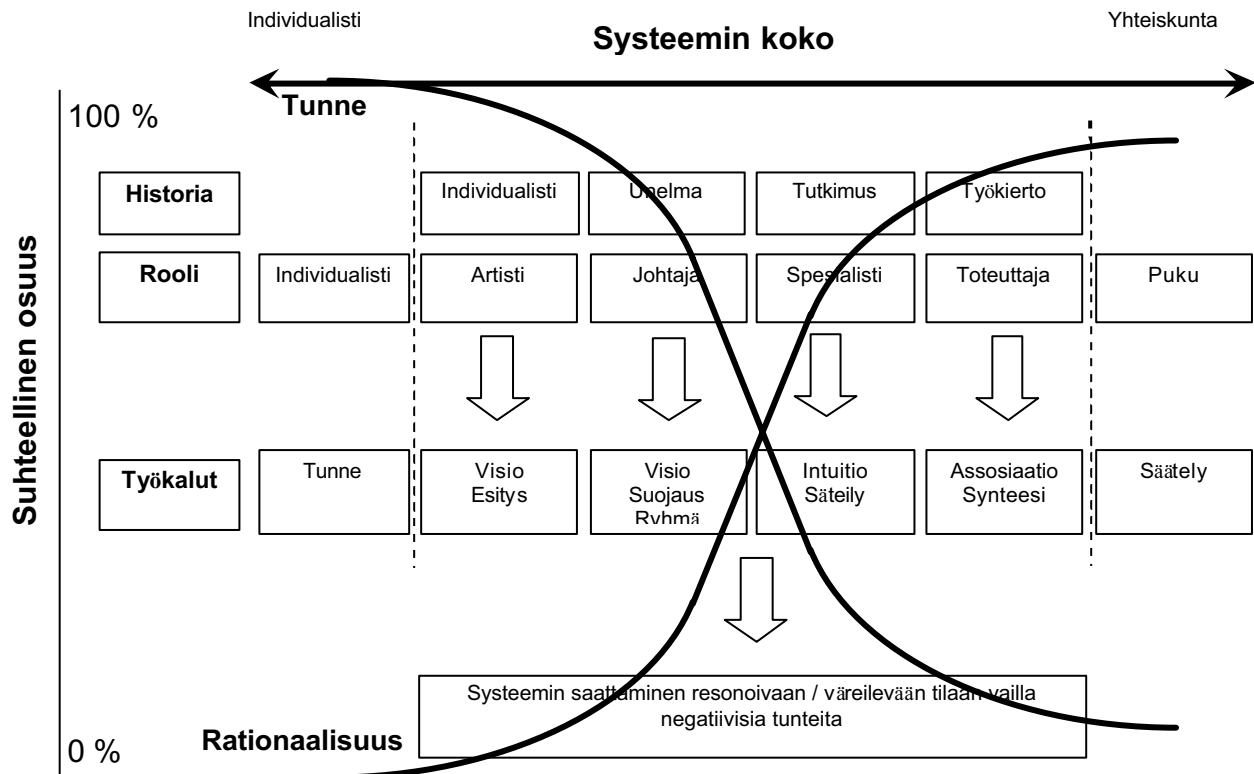 Individualisti
Systeemin koko
Yhteiskunta
Tunne
100 %
Suhteellinen osuus
Historia
Individualisti
Unelma
Tutkimus
Työkierto
Rooli
Individualisti
Artisti
Johtaja
Spesialisti
Toteuttaja
Puku
Työkalut
Tunne
Visio
Esitys
Visio
Suojaus
Ryhmä
Intuitio
Säteily
Assosiaatio
Synteesi
Säätely
Systeemin saattaminen resonoivaan / väreilevään tilaan vailla
negatiivisia tunteita
Rationaalisuus
0 %